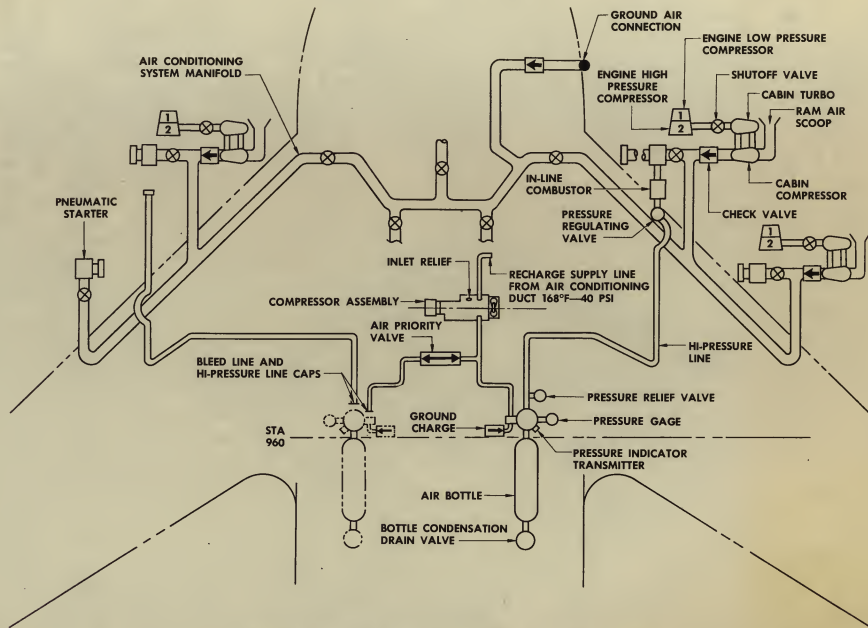 GROUND AIR
CONNECTION
ENGINE LOW PRESSURE
COMPRESSOR
AIR CONDITIONING
SYSTEM MANIFOLD
ENGINE HIGH
PRESSURE
COMPRESSOR
SHUTOFF VALVE
CABIN TURBO
RAM AIR
SCOOP
1
2
1
2
IN-LINE
COMBUSTOR
CABIN
COMPRESSOR
PNEUMATIC
STARTER
PRESSURE
REGULATING
VALVE
CHECK VALVE
1
2
INLET RELIEF
RECHARGE SUPPLY LINE
FROM AIR CONDITIONING
DUCT 168°F—40 PSI
COMPRESSOR ASSEMBLY
AIR PRIORITY
VALVE
HI-PRESSURE
LINE
BLEED LINE AND
HI-PRESSURE LINE CAPS
PRESSURE RELIEF VALVE
GROUND
CHARGE
PRESSURE GAGE
STA
960
PRESSURE INDICATOR
TRANSMITTER
AIR BOTTLE
BOTTLE CONDENSATION
DRAIN VALVE